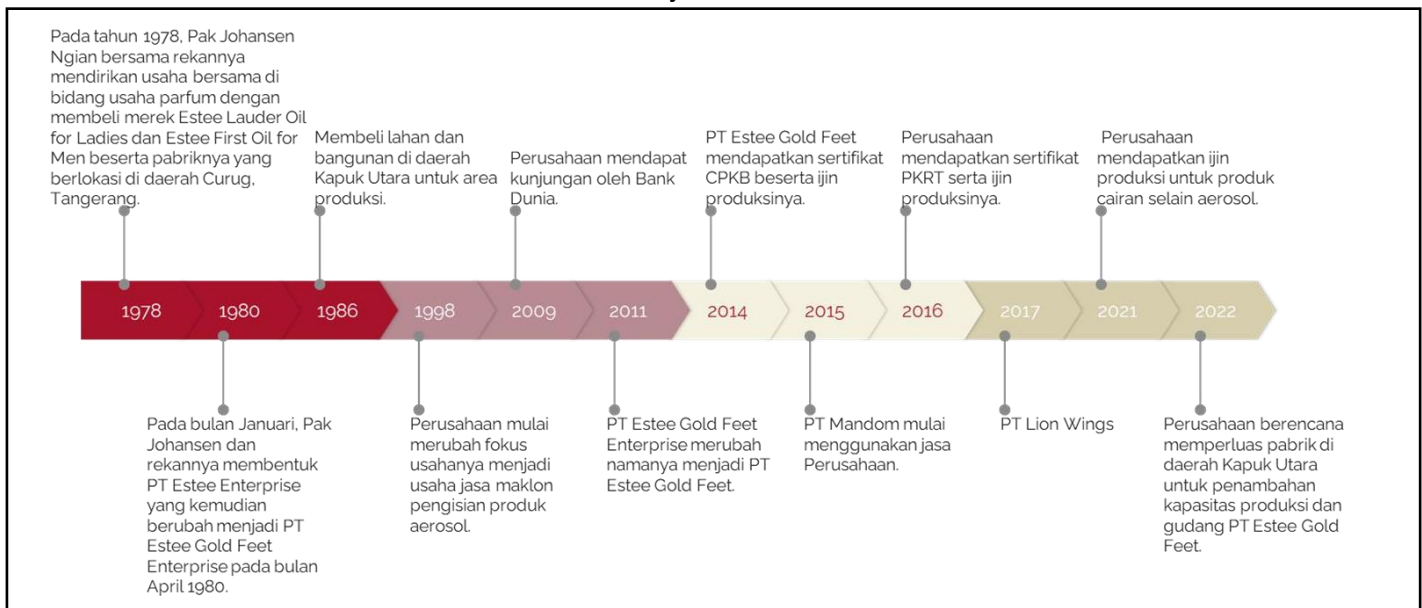 Pada tahun 1978, Pak Johansen
Ngian bersama rekannya
mendirikan usaha bersama di
bidang usaha parfum dengan
membeli merek Estee Lauder Oil
for Ladies dan Estee First Oil for
Men beserta pabriknya yang
berlokasi di daerah Curug,
Tangerang.
Membeli lahan dan
bangunan di daerah
Kapuk Utara untuk area
produksi.
Perusahaan mendapat
kunjungan oleh Bank
Dunia.
PT Estee Gold Feet
mendapatkan sertifikat
CPKB beserta ijin
produksinya.
Perusahaan
mendapatkan sertifikat
PKRT serta ijin
produksinya.
Perusahaan
mendapatkan ijin
produksi untuk produk
cairan selain aerosol.
1978 1980 1986 1998 2009 2011 2014 2015 2016 2017 2021 2022
Pada bulan Januari, Pak
Johansen dan
rekannya membentuk
PT Estee Enterprise
yang kemudian
berubah menjadi PT
Estee Gold Feet
Enterprise pada bulan
April 1980.
Perusahaan mulai
merubah fokus
usahanya menjadi
usaha jasa maklon
pengisian produk
aerosol.
PT Estee Gold Feet
Enterprise merubah
namanya menjadi PT
Estee Gold Feet.
PT Mandom mulai
menggunakan jasa
Perusahaan.
PT Lion Wings
Perusahaan berencana
memperluas pabrik di
daerah Kapuk Utara
untuk penambahan
kapasitas produksi dan
gudang PT Estee Gold
Feet.